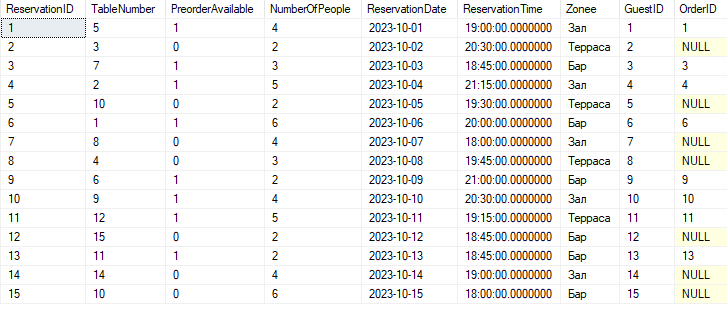 ReservationID TableNumber PreorderAvailable NumberOfPeople ReservationDate ReservationTime Zonee GuestID OrderID
1 5 1 4 2023-10-01 19:00:00.0000000 Зал 1 1
2 3 0 2 2023-10-02 20:30:00.0000000 Терраса 2 NULL
3 7 1 3 2023-10-03 18:45:00.0000000 Бар 3 3
4 2 1 5 2023-10-04 21:15:00.0000000 Зал 4 4
5 10 0 2 2023-10-05 19:30:00.0000000 Терраса 5 NULL
6 1 1 6 2023-10-06 20:00:00.0000000 Бар 6 6
7 8 0 4 2023-10-07 18:00:00.0000000 Зал 7 NULL
8 4 0 3 2023-10-08 19:45:00.0000000 Терраса 8 NULL
9 6 1 2 2023-10-09 21:00:00.0000000 Бар 9 9
10 9 1 4 2023-10-10 20:30:00.0000000 Зал 10 10
11 12 1 5 2023-10-11 19:15:00.0000000 Терраса 11 11
12 15 0 2 2023-10-12 18:45:00.0000000 Бар 12 NULL
13 11 1 2 2023-10-13 18:45:00.0000000 Бар 13 13
14 14 0 4 2023-10-14 19:00:00.0000000 Зал 14 NULL
15 10 0 6 2023-10-15 18:00:00.0000000 Бар 15 NULL